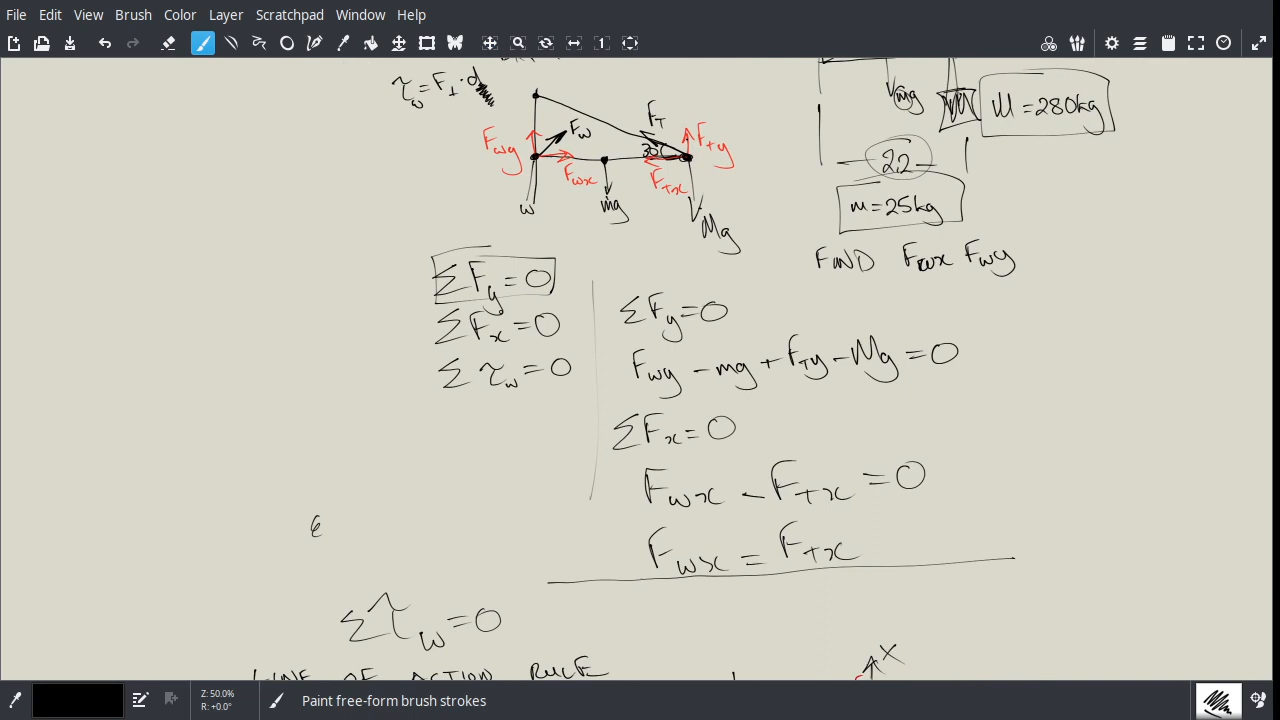 File Edit View Brush Color Layer Scratchpad Window Help
τw = F⊥ · d
FT
Fw
Fwy
30°
FTy
Fwx
FTx
w
mg
Mg
mg
M = 280kg
2.2
m = 25kg
FIND Fwx Fwy
ΣFy = 0
ΣFx = 0
Στw = 0
ΣFy = 0
Fwy - mg + FTy - Mg = 0
ΣFx = 0
Fwx - FTx = 0
Fwx = FTx
Στw = 0
LINE OF ACTION RULE
x
Z: 50.0%
R: +0.0°
Paint free-form brush strokes